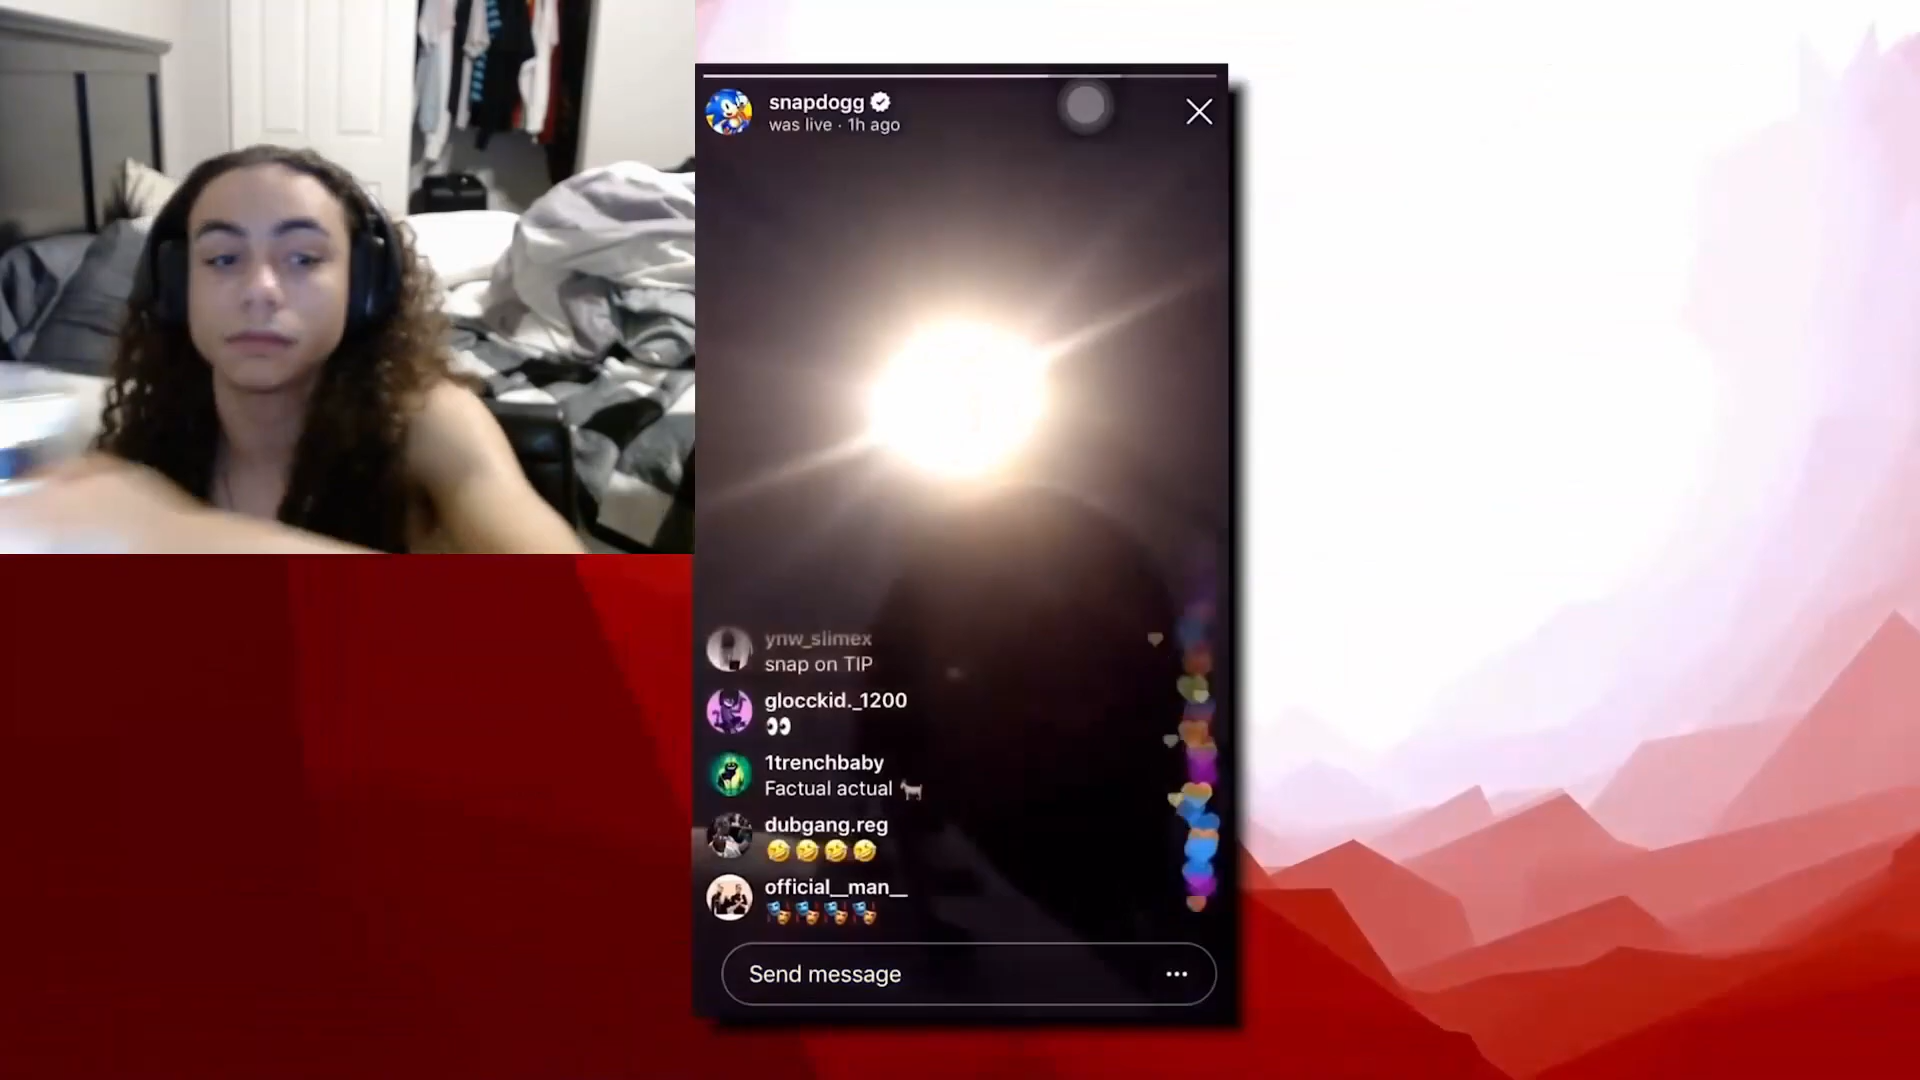 snapdogg
was live · 1h ago
ynw_slimex
snap on TIP
glocckid._1200
👀
1trenchbaby
Factual actual 🐐
dubgang.reg
🤣🤣🤣🤣
official__man__
🎭🎭🎭🎭
Send message